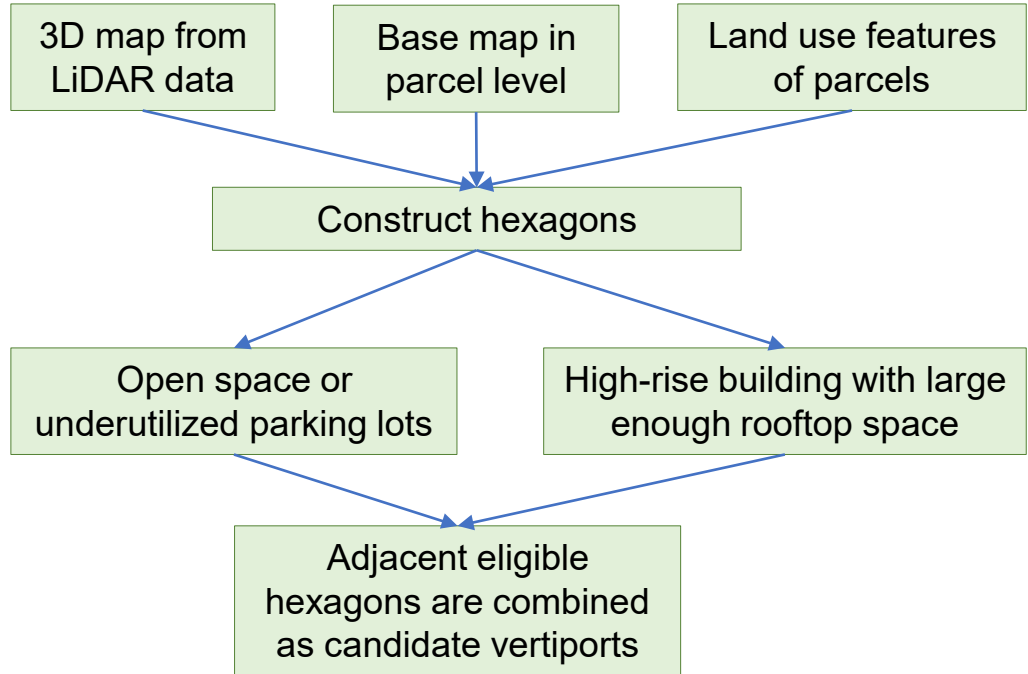 3D map from
LiDAR data
Base map in
parcel level
Land use features
of parcels
Construct hexagons
Open space or
underutilized parking lots
High-rise building with large
enough rooftop space
Adjacent eligible
hexagons are combined
as candidate vertiports